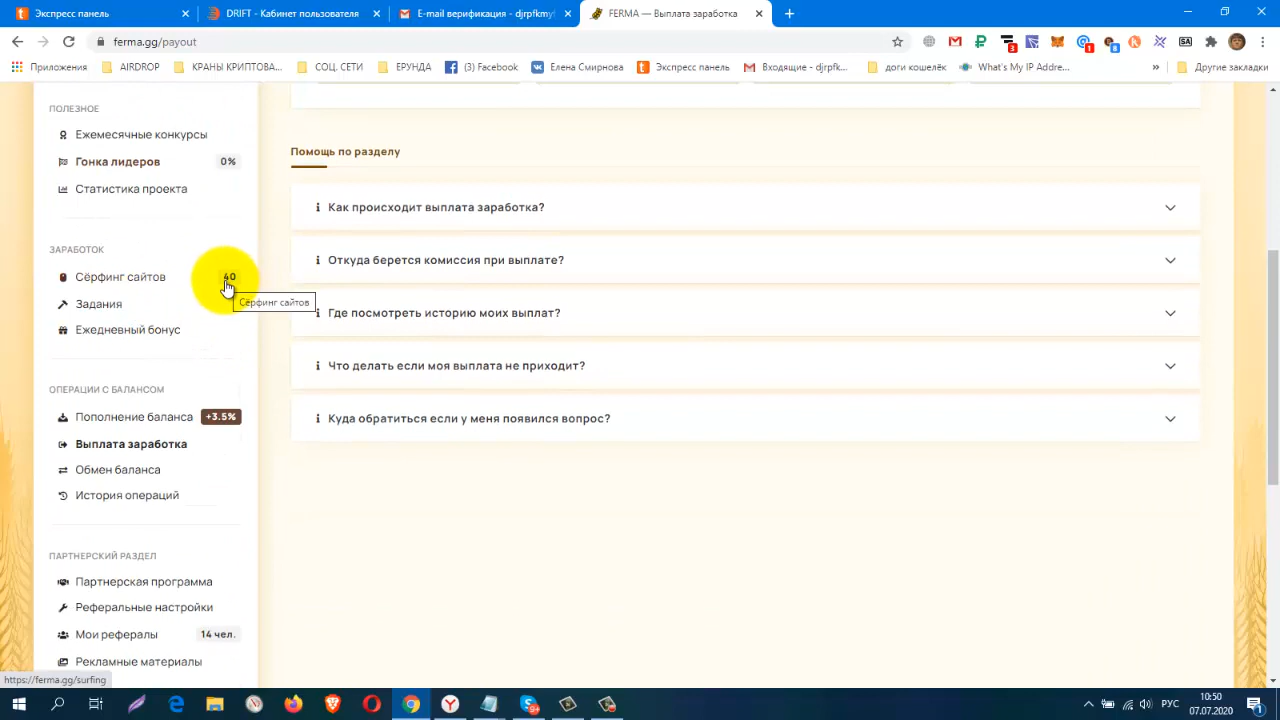 Экспресс панель
DRIFT - Кабинет пользователя
E-mail верификация - djrpfkmy
FERMA — Выплата заработка
ferma.gg/payout
Приложения
AIRDROP
КРАНЫ КРИПТОВА...
СОЦ. СЕТИ
ЕРУНДА
(3) Facebook
Елена Смирнова
Экспресс панель
Входящие - djrpfk...
доги кошелёк
What's My IP Addre...
»
Другие закладки
ПОЛЕЗНОЕ
Ежемесячные конкурсы
Гонка лидеров 0%
Статистика проекта
ЗАРАБОТОК
Сёрфинг сайтов 40
Сёрфинг сайтов
Задания
Ежедневный бонус
ОПЕРАЦИИ С БАЛАНСОМ
Пополнение баланса +3.5%
Выплата заработка
Обмен баланса
История операций
ПАРТНЕРСКИЙ РАЗДЕЛ
Партнерская программа
Реферальные настройки
Мои рефералы 14 чел.
Рекламные материалы
https://ferma.gg/surfing
Помощь по разделу
Как происходит выплата заработка?
Откуда берется комиссия при выплате?
Где посмотреть историю моих выплат?
Что делать если моя выплата не приходит?
Куда обратиться если у меня появился вопрос?
РУС
10:50
07.07.2020